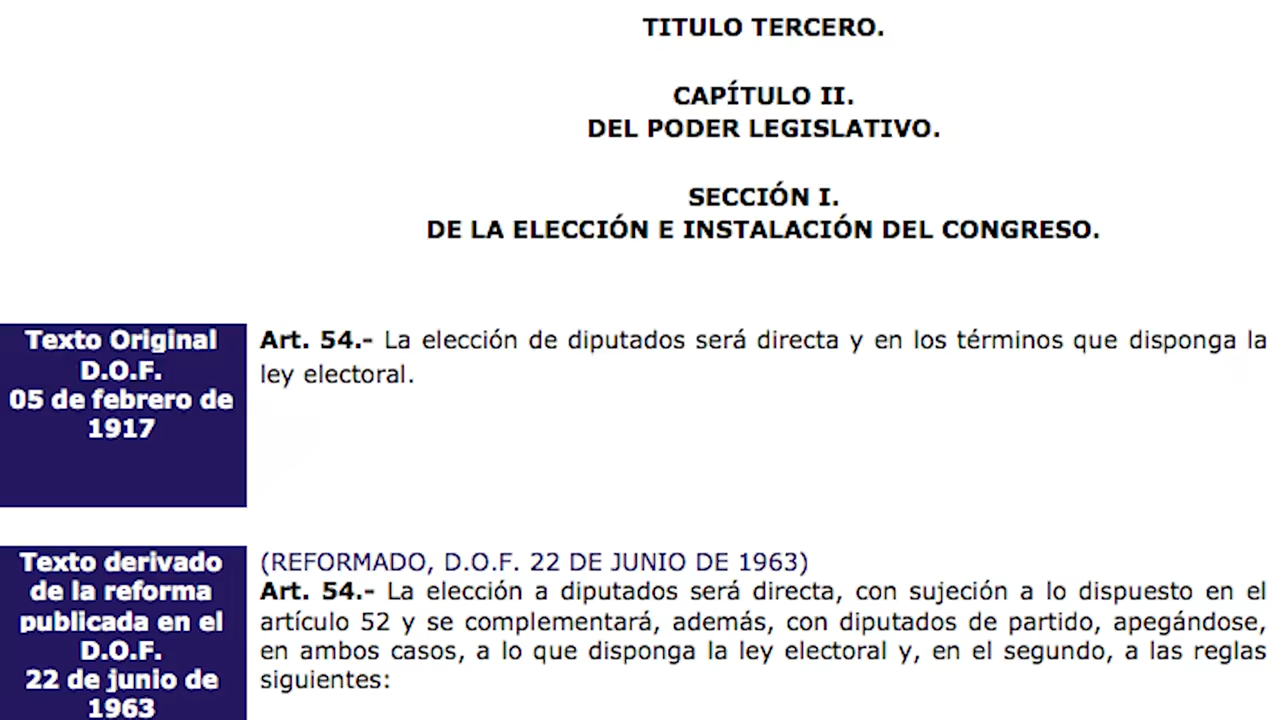 TITULO TERCERO.
CAPÍTULO II.
DEL PODER LEGISLATIVO.
SECCIÓN I.
DE LA ELECCIÓN E INSTALACIÓN DEL CONGRESO.
Texto Original
D.O.F.
05 de febrero de
1917
Art. 54.- La elección de diputados será directa y en los términos que disponga la
ley electoral.
Texto derivado
de la reforma
publicada en el
D.O.F.
22 de junio de
1963
(REFORMADO, D.O.F. 22 DE JUNIO DE 1963)
Art. 54.- La elección a diputados será directa, con sujeción a lo dispuesto en el
artículo 52 y se complementará, además, con diputados de partido, apegándose,
en ambos casos, a lo que disponga la ley electoral y, en el segundo, a las reglas
siguientes: